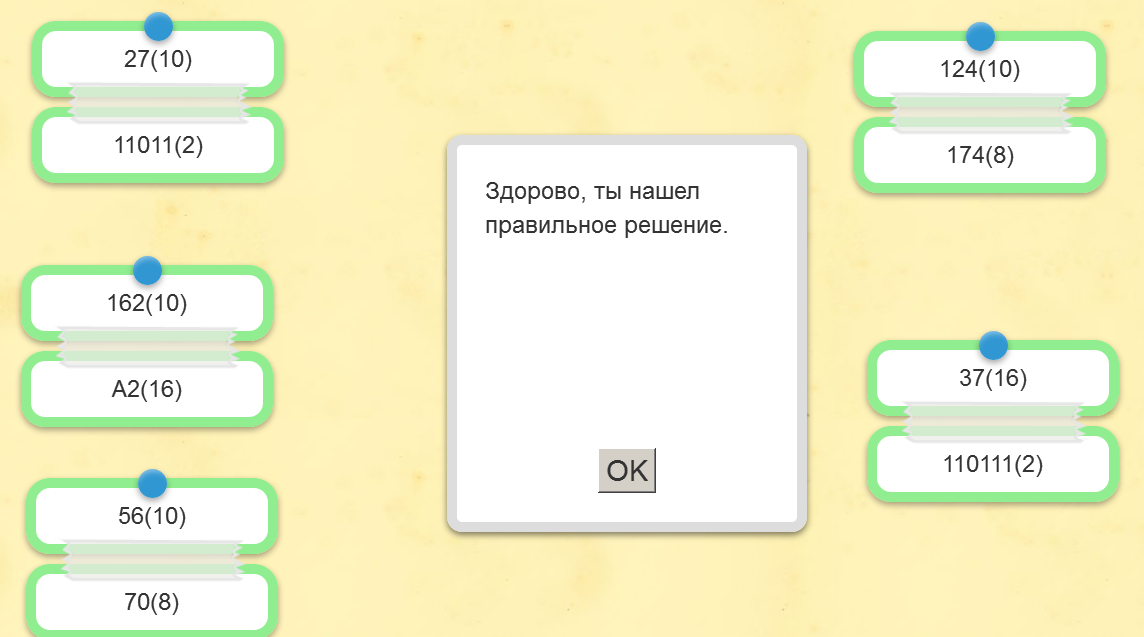 27(10)
11011(2)
162(10)
A2(16)
56(10)
70(8)
Здорово, ты нашел
правильное решение.
OK
124(10)
174(8)
37(16)
110111(2)